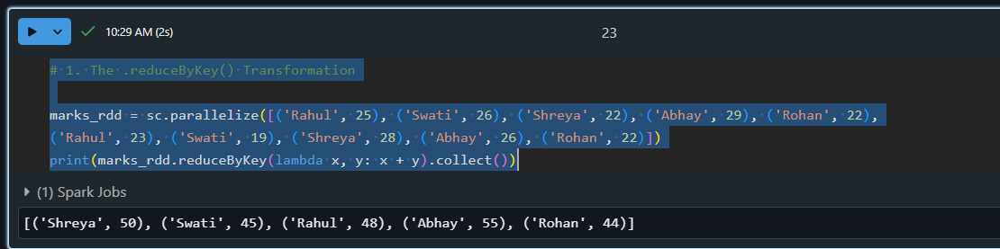 10:29 AM (2s)
23
# 1. The .reduceByKey() Transformation
marks_rdd = sc.parallelize([('Rahul', 25), ('Swati', 26), ('Shreya', 22), ('Abhay', 29), ('Rohan', 22),
('Rahul', 23), ('Swati', 19), ('Shreya', 28), ('Abhay', 26), ('Rohan', 22)])
print(marks_rdd.reduceByKey(lambda x, y: x + y).collect())
(1) Spark Jobs
[('Shreya', 50), ('Swati', 45), ('Rahul', 48), ('Abhay', 55), ('Rohan', 44)]